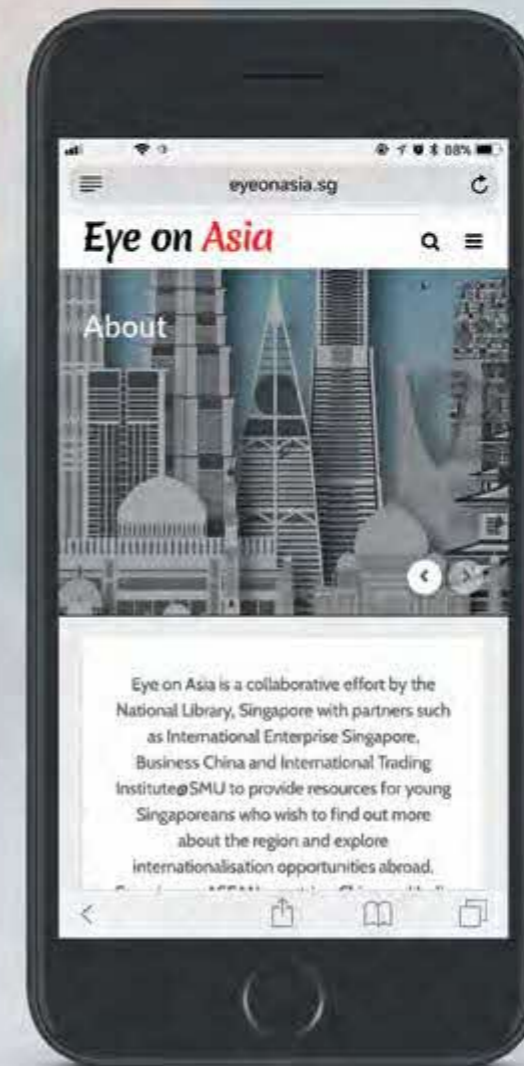 88%
eyeonasia.sg
Eye on Asia
About
Eye on Asia is a collaborative effort by the
National Library, Singapore with partners such
as International Enterprise Singapore,
Business China and International Trading
Institute@SMU to provide resources for young
Singaporeans who wish to find out more
about the region and explore
internationalisation opportunities abroad.